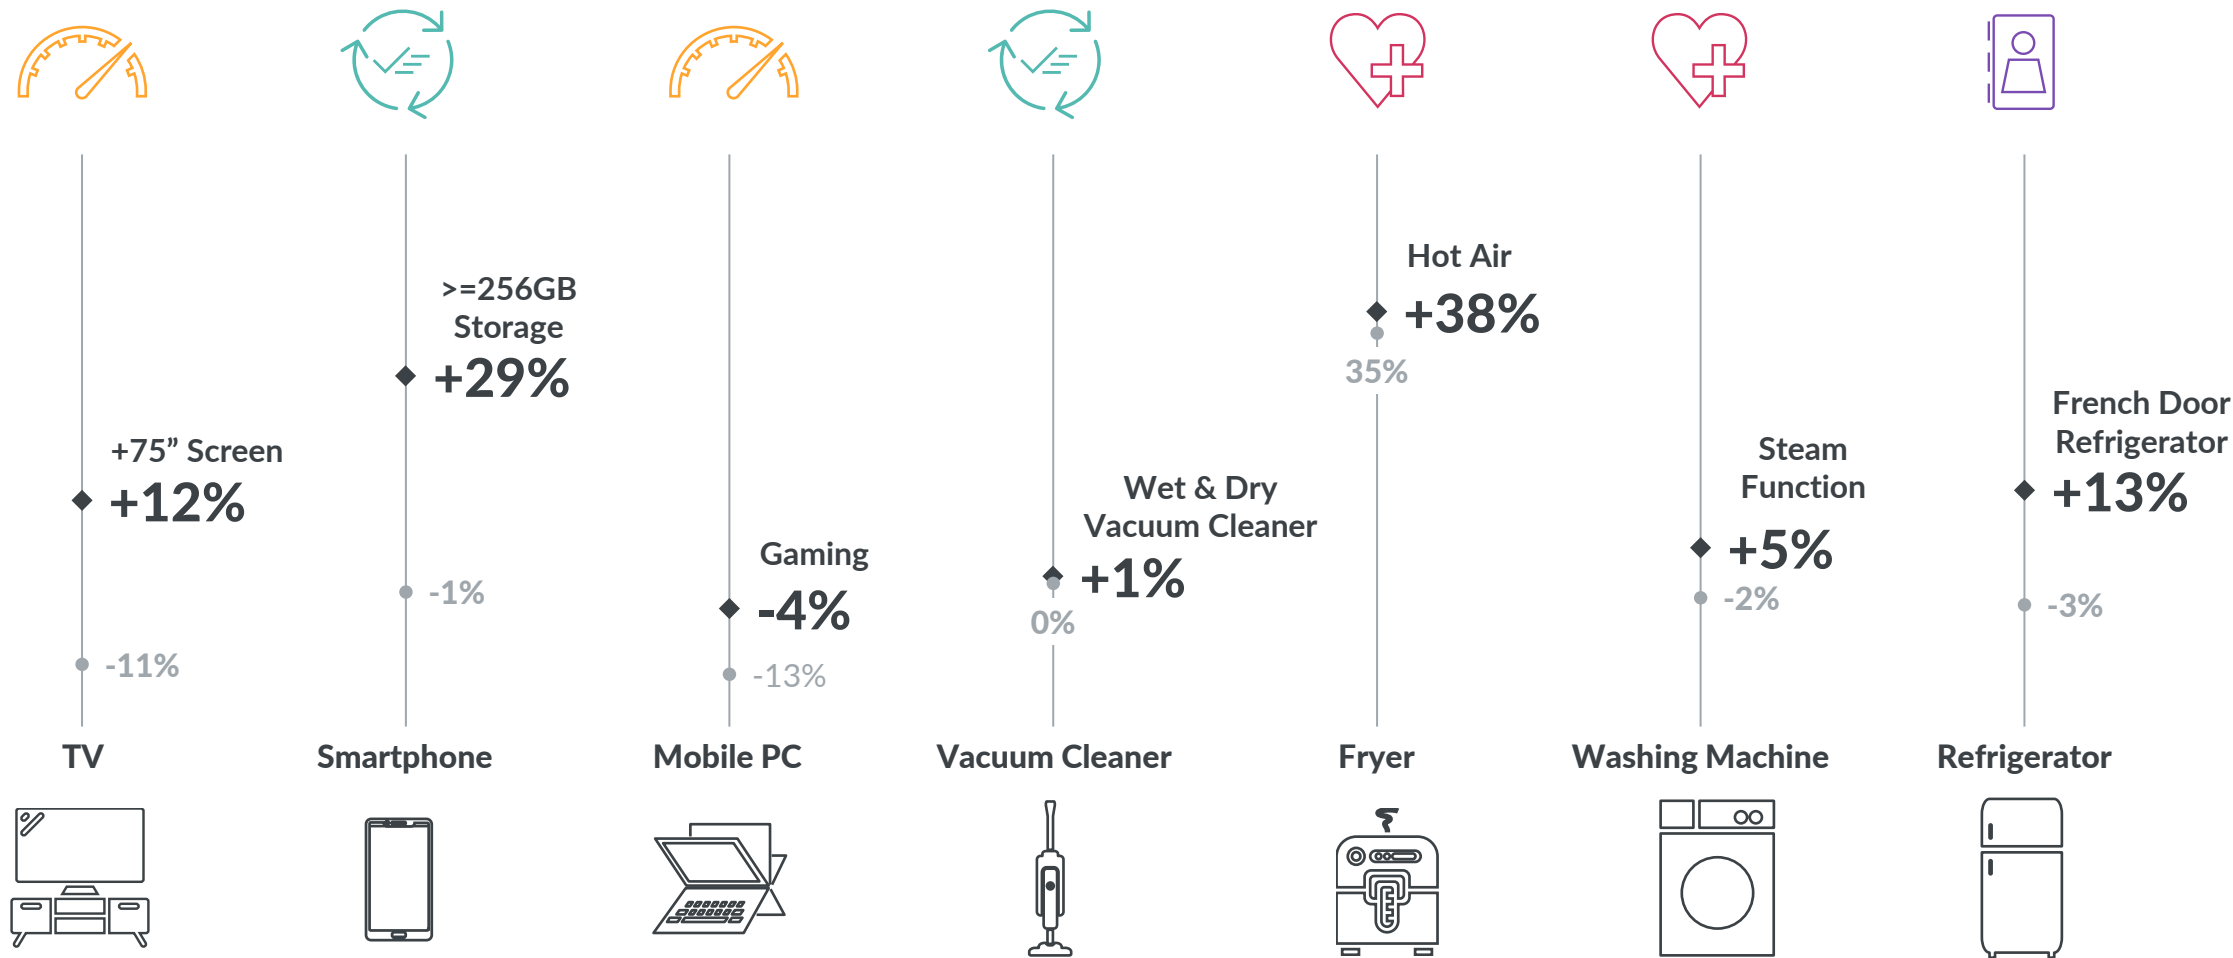 +75” Screen
+12%
-11%
TV
>=256GB
Storage
+29%
-1%
Smartphone
Gaming
-4%
-13%
Mobile PC
Wet & Dry
Vacuum Cleaner
+1%
0%
Vacuum Cleaner
Hot Air
+38%
35%
Fryer
Steam
Function
+5%
-2%
Washing Machine
French Door
Refrigerator
+13%
-3%
Refrigerator